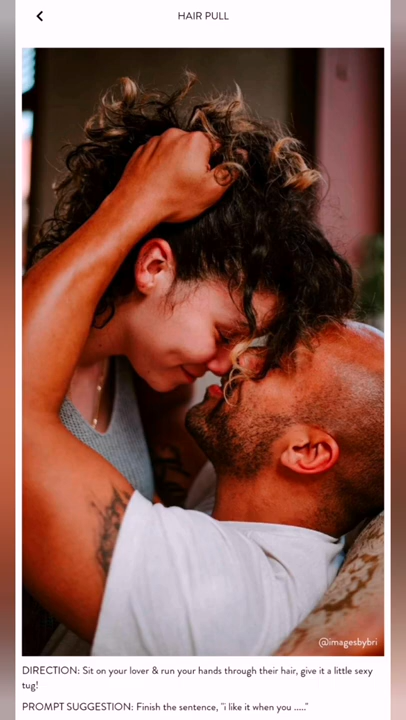 HAIR PULL
@imagesbybri
DIRECTION: Sit on your lover & run your hands through their hair, give it a little sexy
tug!
PROMPT SUGGESTION: Finish the sentence, "i like it when you ....."